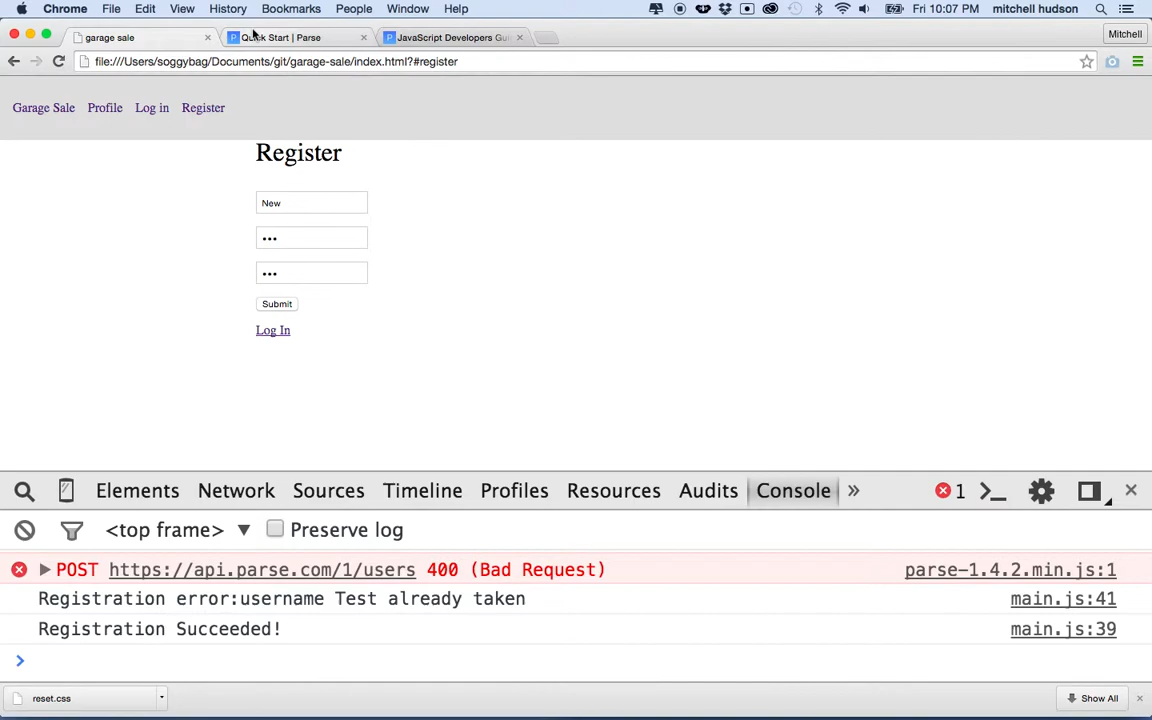 Chrome File Edit View History Bookmarks People Window Help Fri 10:07 PM mitchell hudson
garage sale Quick Start | Parse JavaScript Developers Gui Mitchell
file:///Users/soggybag/Documents/git/garage-sale/index.html?#register
Garage Sale Profile Log in Register
Register
New
•••
•••
Submit
Log In
Elements Network Sources Timeline Profiles Resources Audits Console » 1
<top frame> ▼ Preserve log
POST https://api.parse.com/1/users 400 (Bad Request) parse-1.4.2.min.js:1
Registration error:username Test already taken main.js:41
Registration Succeeded! main.js:39
reset.css Show All